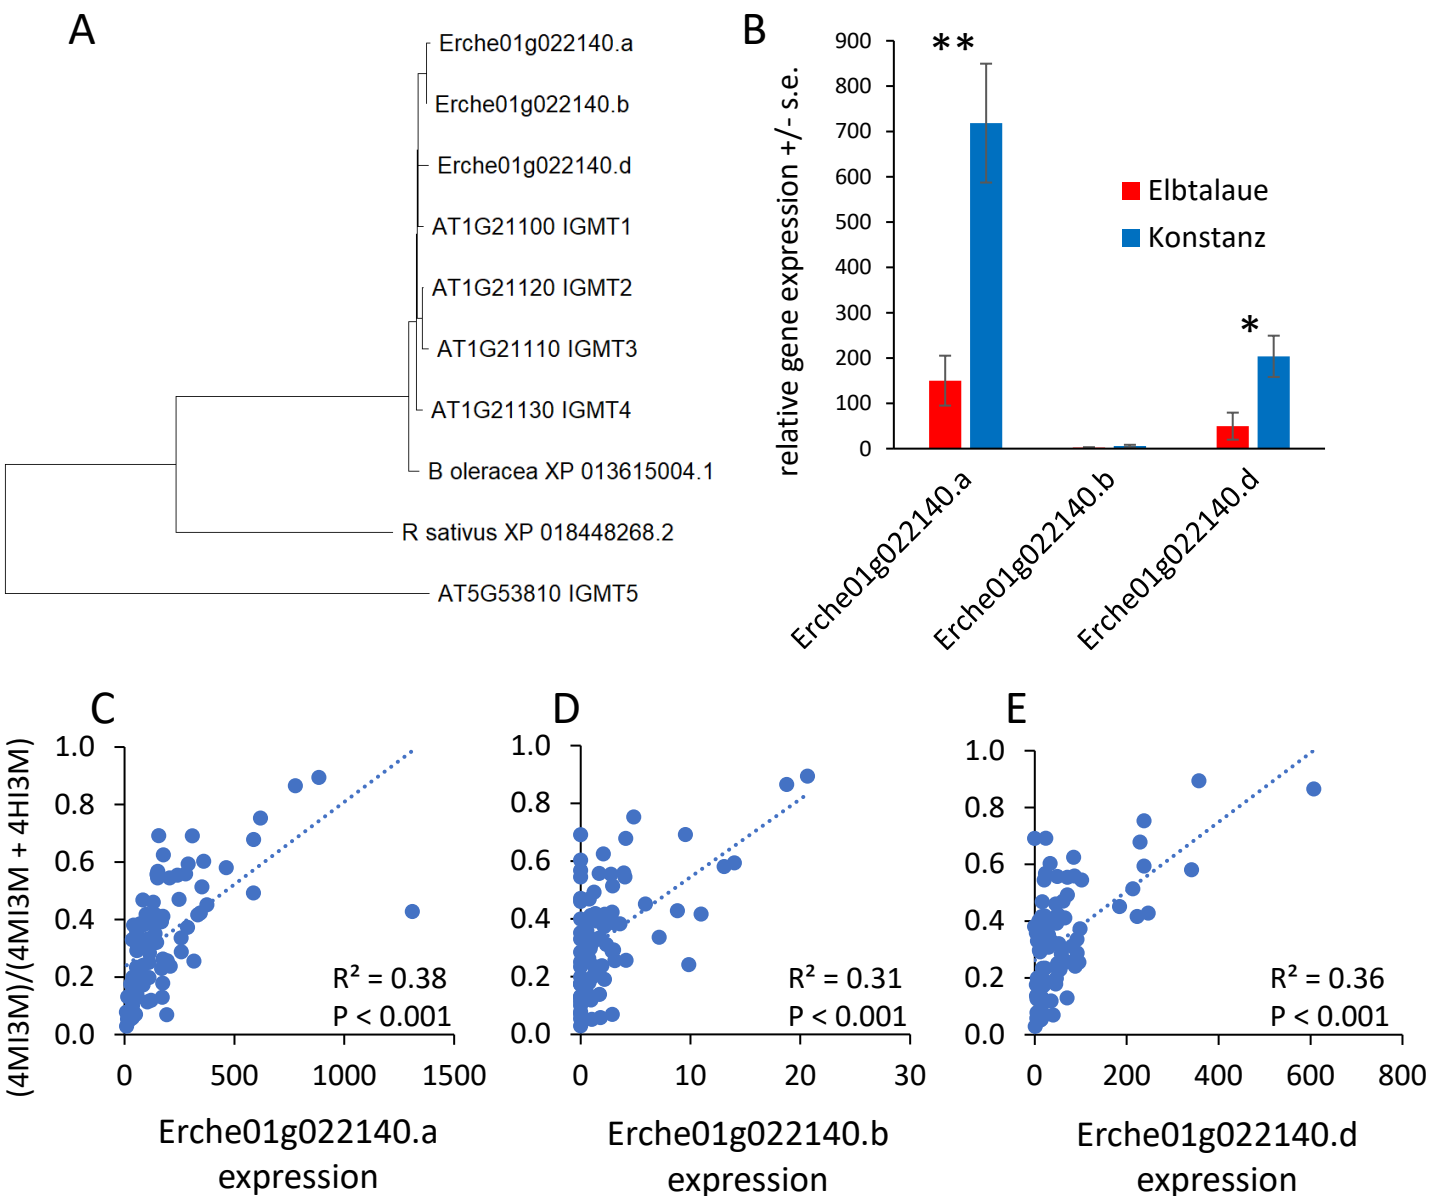 A
Erche01g022140.a
Erche01g022140.b
Erche01g022140.d
AT1G21100 IGMT1
AT1G21120 IGMT2
AT1G21110 IGMT3
AT1G21130 IGMT4
B oleracea XP 013615004.1
R sativus XP 018448268.2
AT5G53810 IGMT5
B
relative gene expression +/- s.e.
900
800
700
600
500
400
300
200
100
0
**
*
Elbtalaue
Konstanz
Erche01g022140.a
Erche01g022140.b
Erche01g022140.d
C
(4MI3M)/(4MI3M + 4HI3M)
1.0
0.8
0.6
0.4
0.2
0.0
R² = 0.38
P < 0.001
0 500 1000 1500
Erche01g022140.a
expression
D
1.0
0.8
0.6
0.4
0.2
0.0
R² = 0.31
P < 0.001
0 10 20 30
Erche01g022140.b
expression
E
1.0
0.8
0.6
0.4
0.2
0.0
R² = 0.36
P < 0.001
0 200 400 600 800
Erche01g022140.d
expression